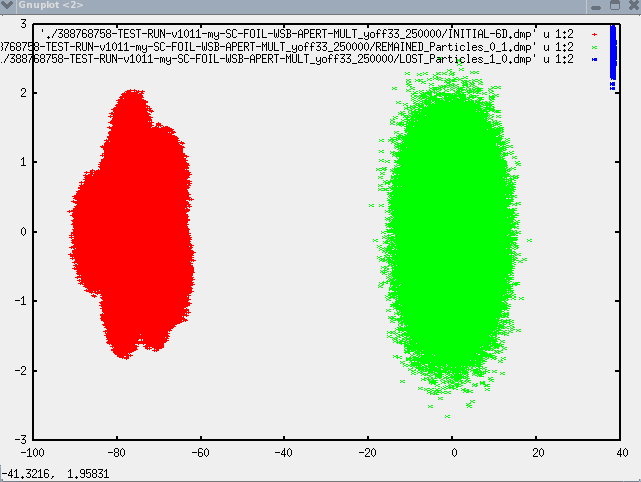 Gnuplot <2>
'./388768758-TEST-RUN-v1011-my-SC-FOIL-WSB-APERT-MULT_yoff33_250000/INITIAL-6D.dmp' u 1:2
388768758-TEST-RUN-v1011-my-SC-FOIL-WSB-APERT-MULT_yoff33_250000/REMAINED_Particles_0_1.dmp' u 1:2
./388768758-TEST-RUN-v1011-my-SC-FOIL-WSB-APERT-MULT_yoff33_250000/LOST_Particles_1_0.dmp' u 1:2
3
2
1
0
-1
-2
-3
-100 -80 -60 -40 -20 0 20 40
-41.3216, 1.95831